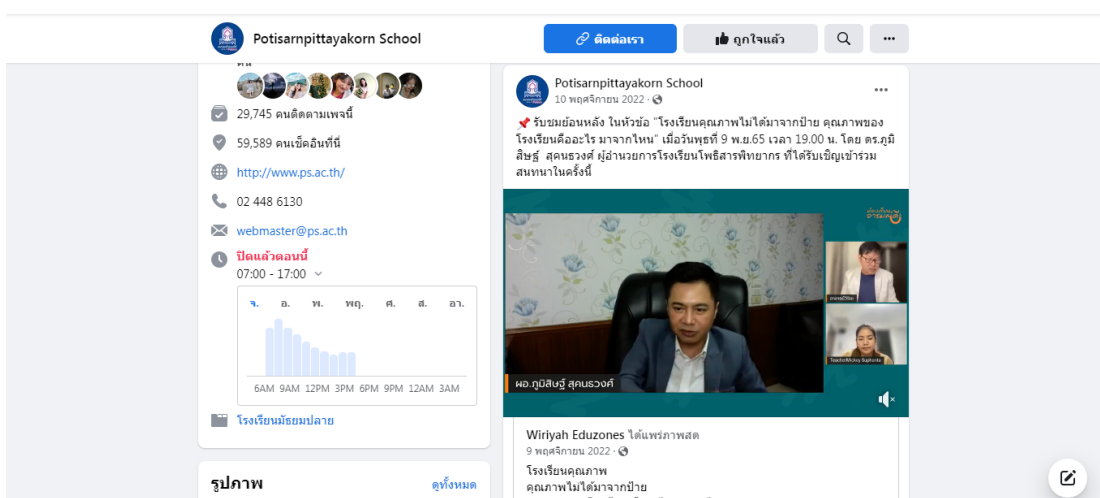 Potisarnpittayakorn School
ติดต่อเรา
ถูกใจแล้ว
29,745 คนติดตามเพจนี้
59,589 คนเช็คอินที่นี่
http://www.ps.ac.th/
02 448 6130
webmaster@ps.ac.th
ปิดแล้วตอนนี้
07:00 - 17:00
จ. อ. พ. พฤ. ศ. ส. อา.
6AM 9AM 12PM 3PM 6PM 9PM 12AM 3AM
โรงเรียนมัธยมปลาย
รูปภาพ
ดูทั้งหมด
Potisarnpittayakorn School
10 พฤศจิกายน 2022
รับชมย้อนหลัง ในหัวข้อ "โรงเรียนคุณภาพไม่ได้มาจากป้าย คุณภาพของ
โรงเรียนคืออะไร มาจากไหน" เมื่อวันพุธที่ 9 พ.ย.65 เวลา 19.00 น. โดย ดร.ภูมิ
สิษฐ์ สุคนธวงศ์ ผู้อำนวยการโรงเรียนโพธิสารพิทยากร ที่ได้รับเชิญเข้าร่วม
สนทนาในครั้งนี้
ผอ.ภูมิสิษฐ์ สุคนธวงศ์
Wiriyah Eduzones ได้แพร่ภาพสด
9 พฤศจิกายน 2022
โรงเรียนคุณภาพ
คุณภาพไม่ได้มาจากป้าย